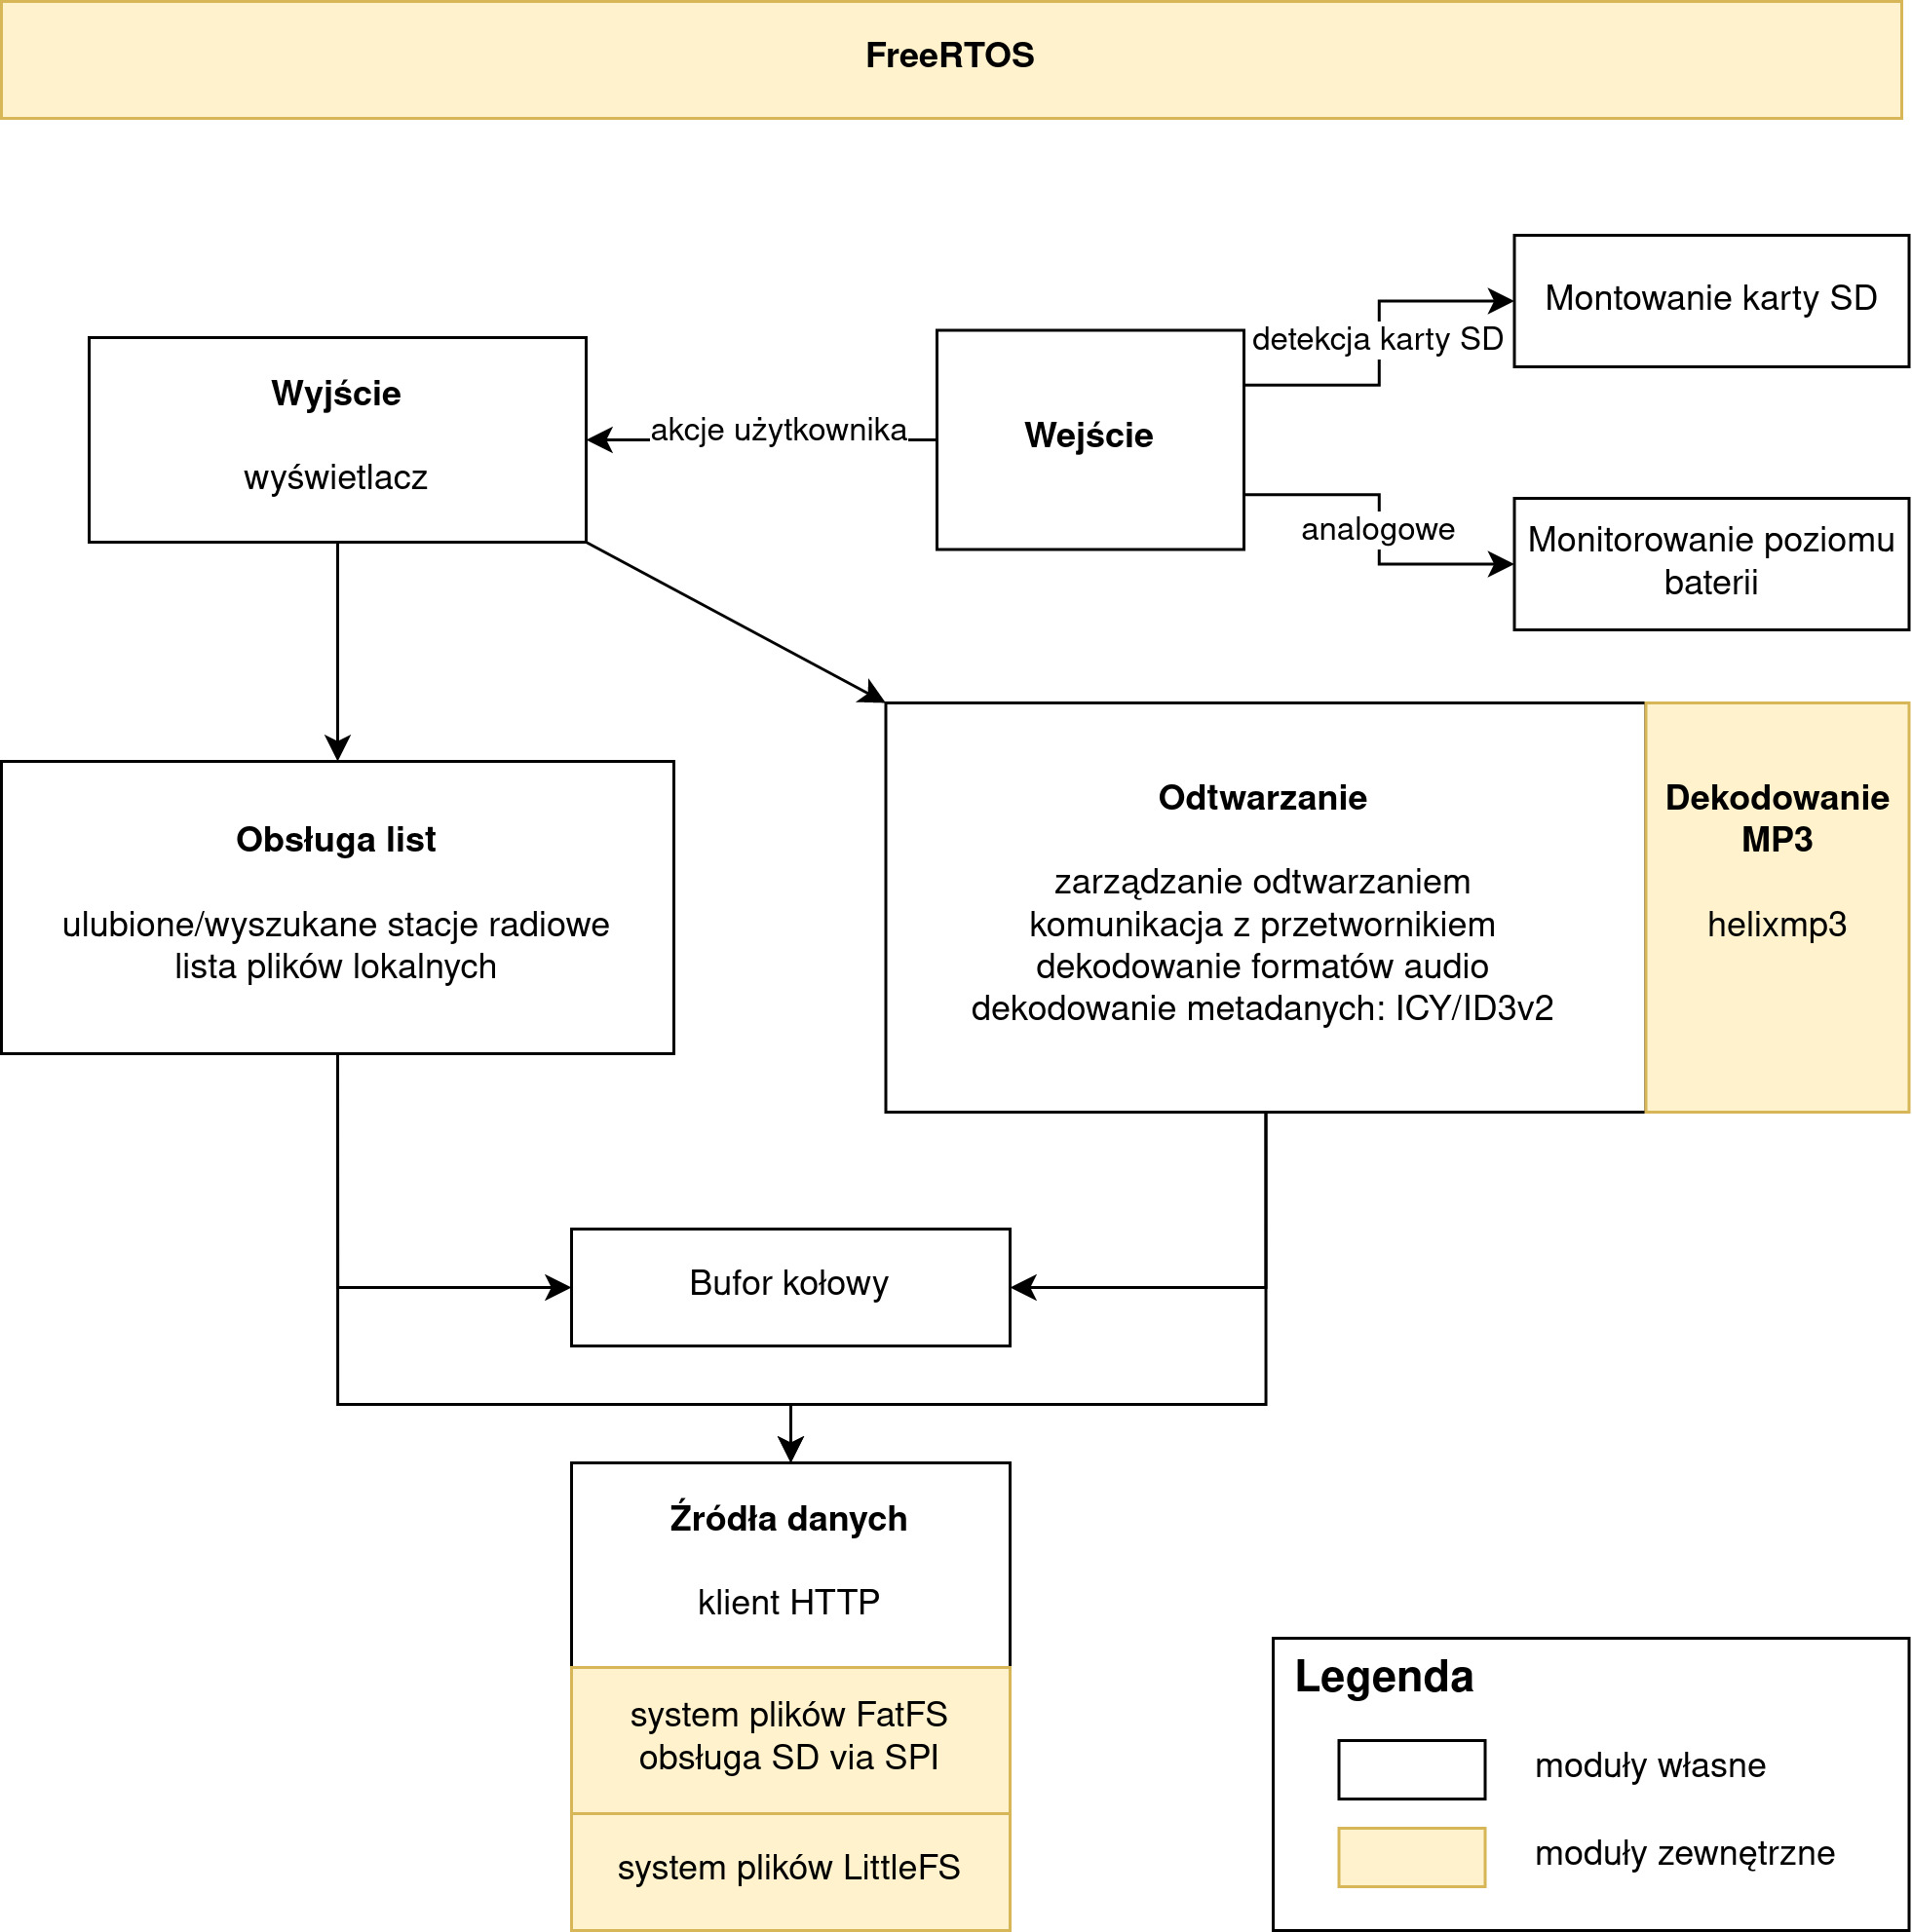 FreeRTOS
Montowanie karty SD
detekcja karty SD
Wyjście
wyświetlacz
akcje użytkownika
Wejście
analogowe
Monitorowanie poziomu
baterii
Obsługa list
ulubione/wyszukane stacje radiowe
lista plików lokalnych
Odtwarzanie
zarządzanie odtwarzaniem
komunikacja z przetwornikiem
dekodowanie formatów audio
dekodowanie metadanych: ICY/ID3v2
Dekodowanie
MP3
helixmp3
Bufor kołowy
Źródła danych
klient HTTP
system plików FatFS
obsługa SD via SPI
system plików LittleFS
Legenda
moduły własne
moduły zewnętrzne